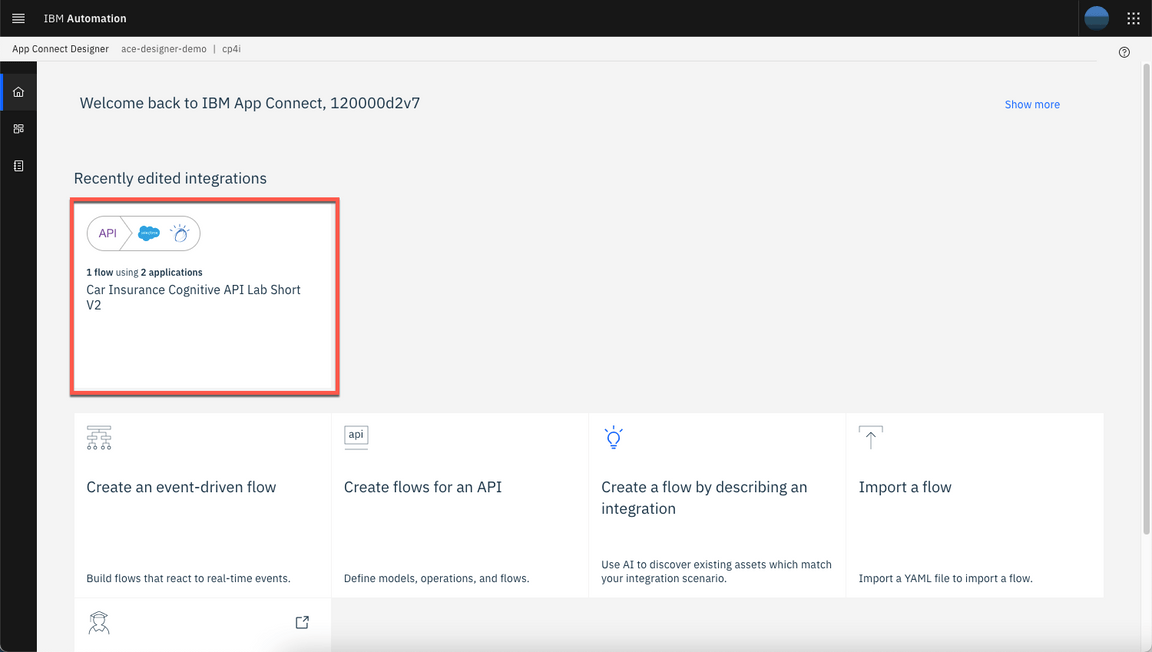 IBM Automation
App Connect Designer ace-designer-demo | cp4i
Welcome back to IBM App Connect, 120000d2v7
Show more
Recently edited integrations
API
salesforce
1 flow using 2 applications
Car Insurance Cognitive API Lab Short
V2
Create an event-driven flow
Build flows that react to real-time events.
api
Create flows for an API
Define models, operations, and flows.
Create a flow by describing an
integration
Use AI to discover existing assets which match
your integration scenario.
Import a flow
Import a YAML file to import a flow.